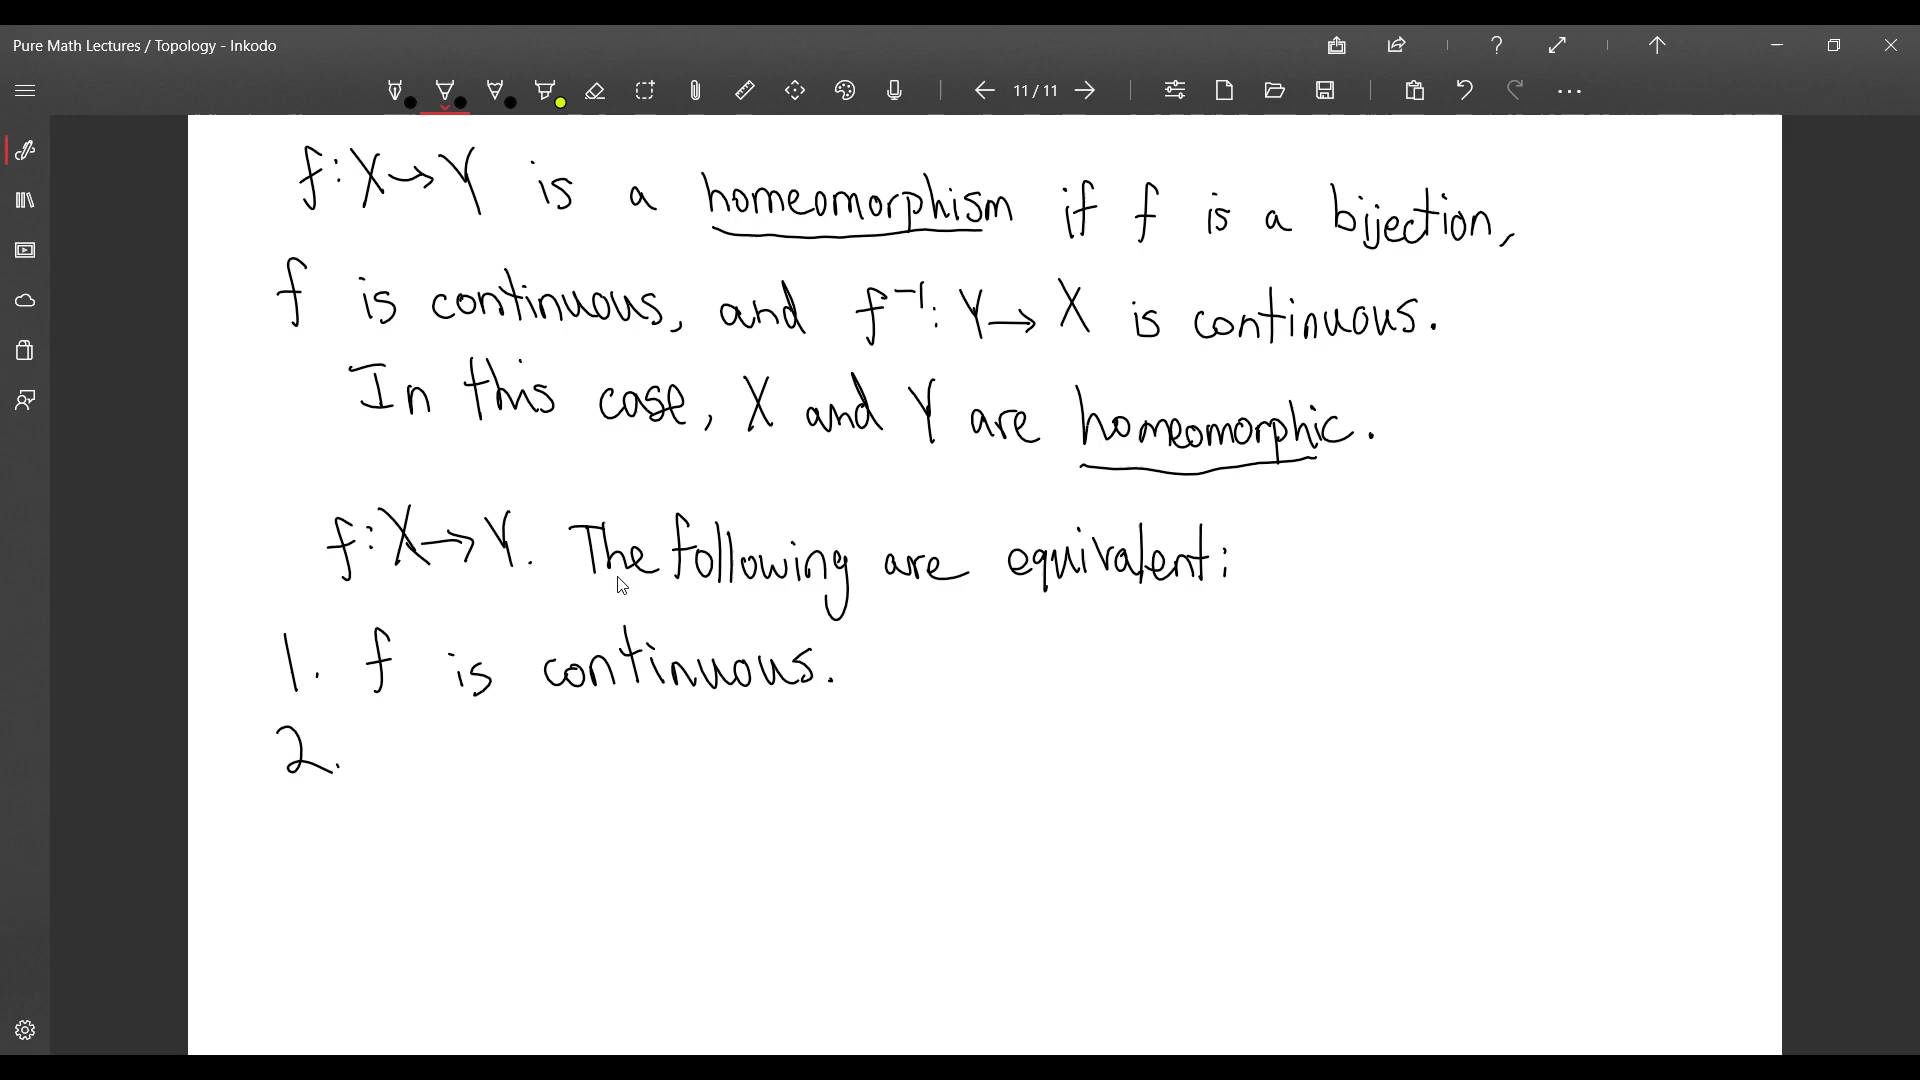 Pure Math Lectures / Topology - Inkodo
11 / 11
f: X → Y is a homeomorphism if f is a bijection,
f is continuous, and f⁻¹: Y → X is continuous.
In this case, X and Y are homeomorphic.
f: X → Y. The following are equivalent:
1. f is continuous.
2.